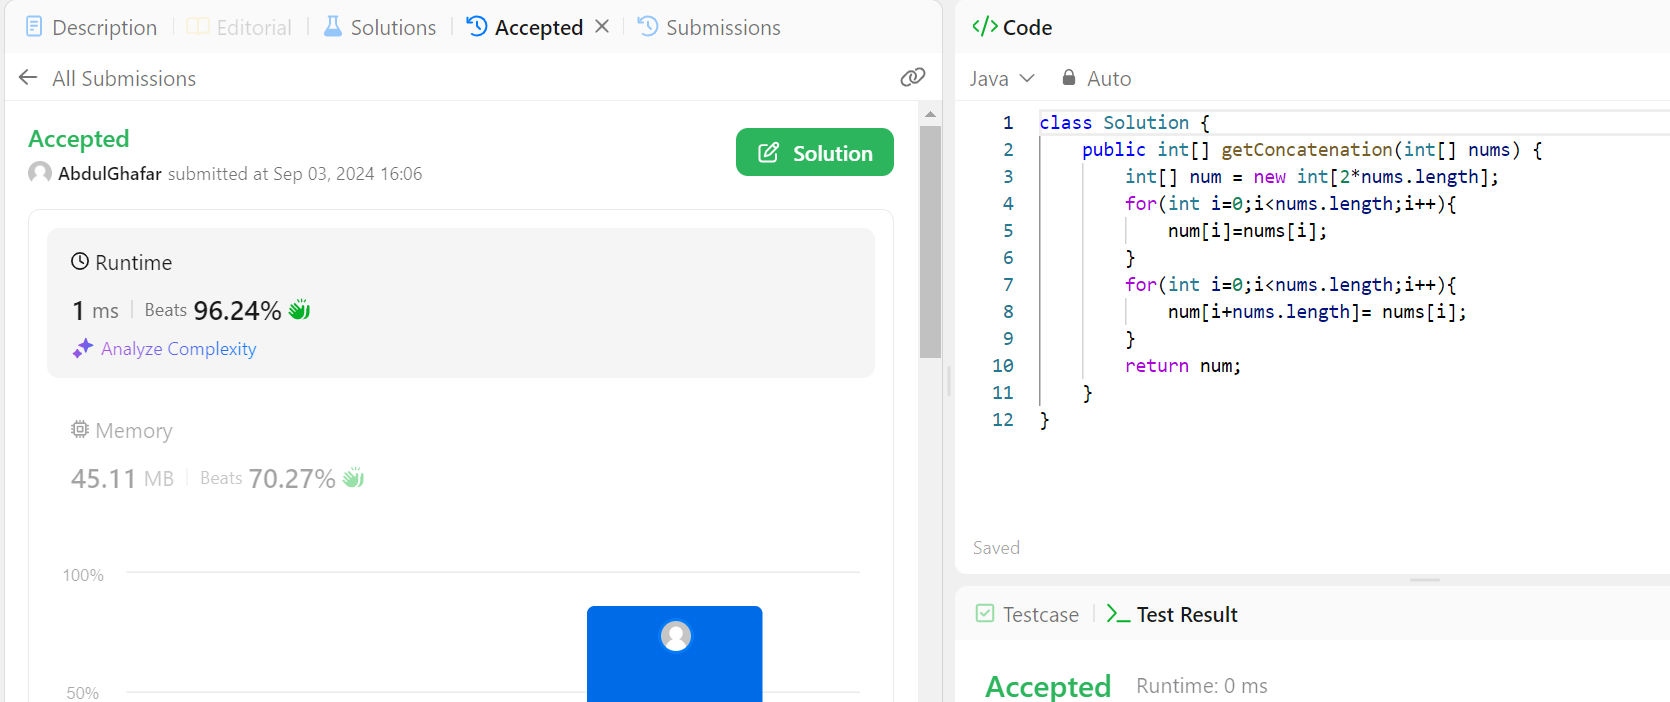 Description Editorial Solutions Accepted Submissions
All Submissions
Accepted
AbdulGhafar submitted at Sep 03, 2024 16:06
Solution
Runtime
1 ms Beats 96.24%
Analyze Complexity
Memory
45.11 MB Beats 70.27%
100%
50%
</> Code
Java Auto
1 class Solution {
2 public int[] getConcatenation(int[] nums) {
3 int[] num = new int[2*nums.length];
4 for(int i=0;i<nums.length;i++){
5 num[i]=nums[i];
6 }
7 for(int i=0;i<nums.length;i++){
8 num[i+nums.length]= nums[i];
9 }
10 return num;
11 }
12 }
Saved
Testcase >_ Test Result
Accepted Runtime: 0 ms